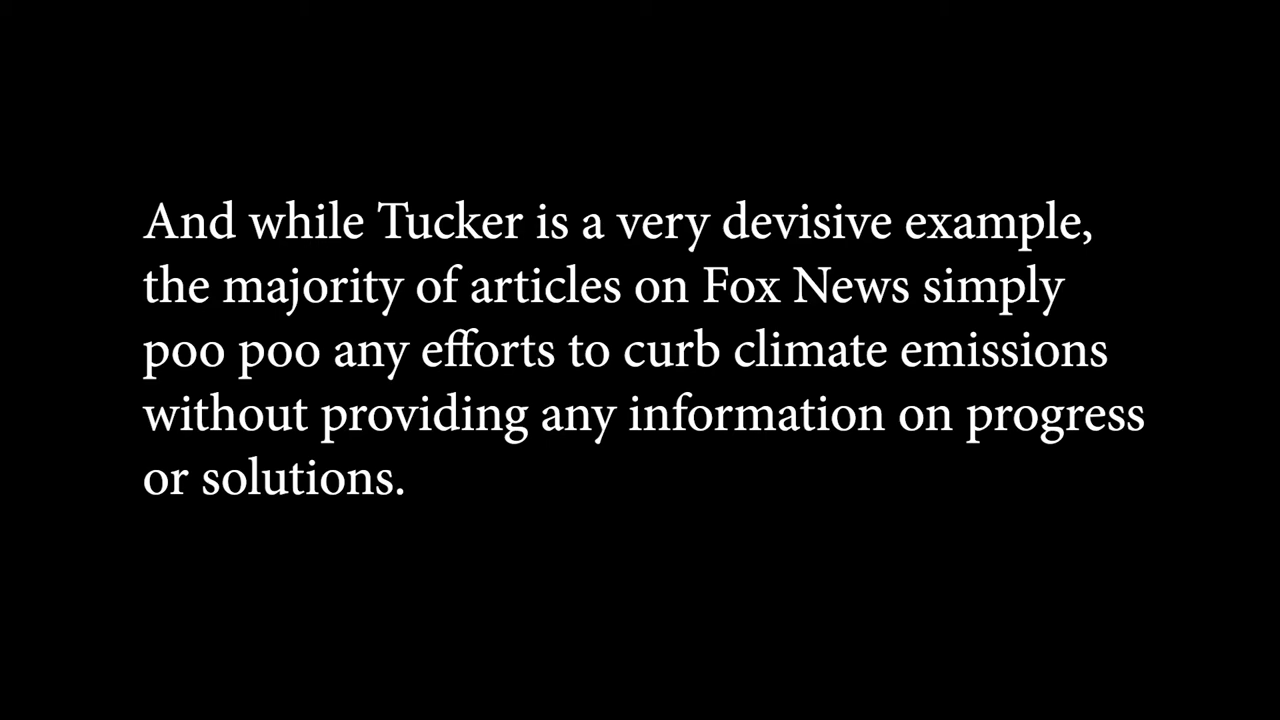 And while Tucker is a very devisive example,
the majority of articles on Fox News simply
poo poo any efforts to curb climate emissions
without providing any information on progress
or solutions.